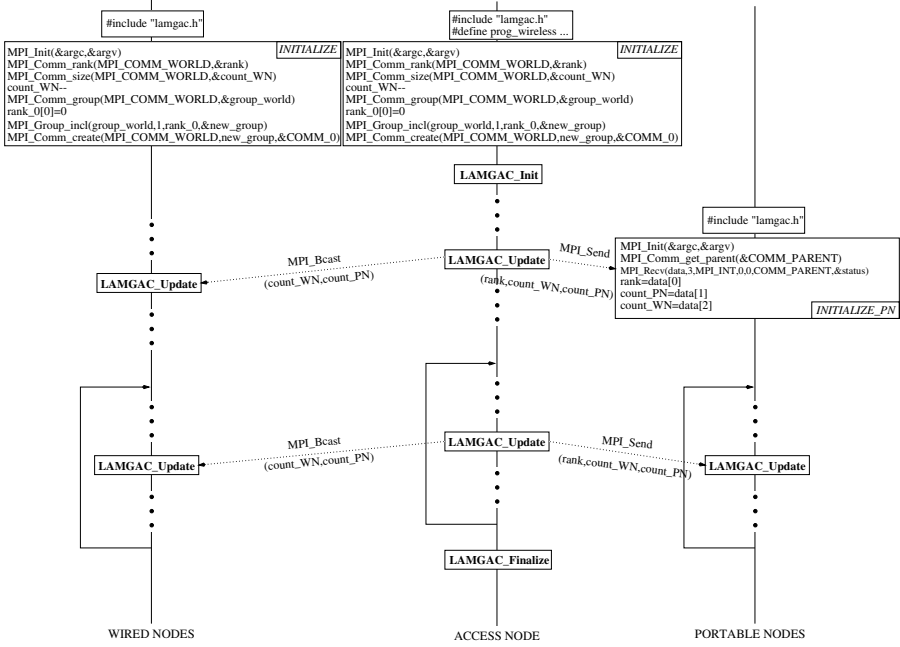 #include "lamgac.h"
INITIALIZE
MPI_Init(&argc,&argv)
MPI_Comm_rank(MPI_COMM_WORLD,&rank)
MPI_Comm_size(MPI_COMM_WORLD,&count_WN)
count_WN--
MPI_Comm_group(MPI_COMM_WORLD,&group_world)
rank_0[0]=0
MPI_Group_incl(group_world,1,rank_0,&new_group)
MPI_Comm_create(MPI_COMM_WORLD,new_group,&COMM_0)
#include "lamgac.h"
#define prog_wireless ...
INITIALIZE
MPI_Init(&argc,&argv)
MPI_Comm_rank(MPI_COMM_WORLD,&rank)
MPI_Comm_size(MPI_COMM_WORLD,&count_WN)
count_WN--
MPI_Comm_group(MPI_COMM_WORLD,&group_world)
rank_0[0]=0
MPI_Group_incl(group_world,1,rank_0,&new_group)
MPI_Comm_create(MPI_COMM_WORLD,new_group,&COMM_0)
LAMGAC_Init
#include "lamgac.h"
MPI_Init(&argc,&argv)
MPI_Comm_get_parent(&COMM_PARENT)
MPI_Recv(data,3,MPI_INT,0,0,COMM_PARENT,&status)
rank=data[0]
count_PN=data[1]
count_WN=data[2]
INITIALIZE_PN
LAMGAC_Update
MPI_Bcast
(count_WN,count_PN)
LAMGAC_Update
MPI_Send
(rank,count_WN,count_PN)
LAMGAC_Update
MPI_Bcast
(count_WN,count_PN)
LAMGAC_Update
MPI_Send
(rank,count_WN,count_PN)
LAMGAC_Update
LAMGAC_Finalize
WIRED NODES
ACCESS NODE
PORTABLE NODES